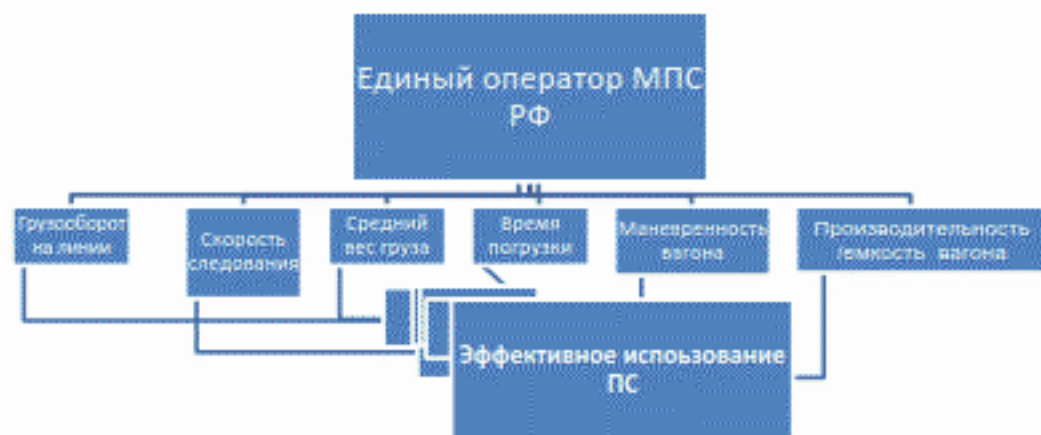 Единый оператор МПС
РФ
Грузооборот
на линии
Скорость
следования
Средний
вес груза
Время
погрузки
Маневренность
вагона
Производительность
/емкость вагона
Эффективное испоьзование
ПС